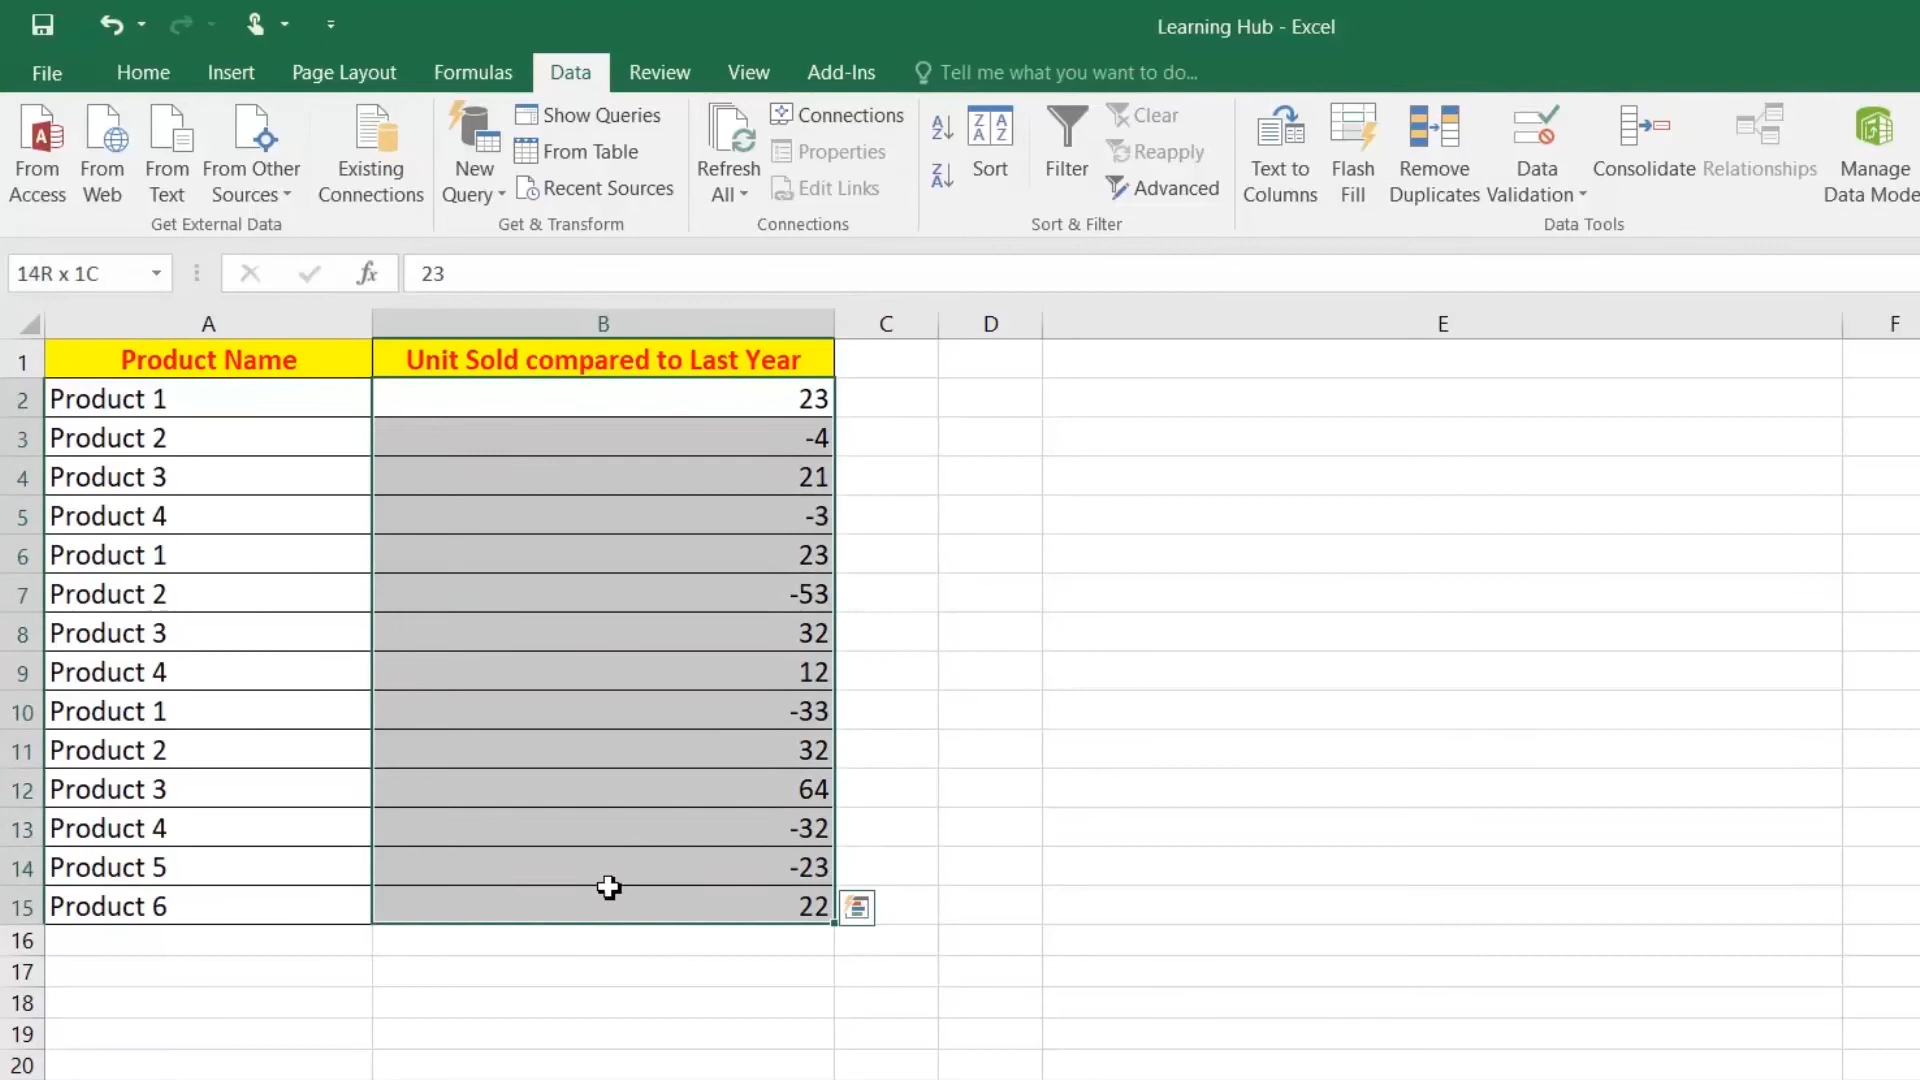 Learning Hub - Excel
File Home Insert Page Layout Formulas Data Review View Add-Ins Tell me what you want to do...
From Access
From Web
From Text
From Other Sources
Existing Connections
Get External Data
New Query
Show Queries
From Table
Recent Sources
Get & Transform
Refresh All
Connections
Properties
Edit Links
Connections
Sort
Filter
Clear
Reapply
Advanced
Sort & Filter
Text to Columns
Flash Fill
Remove Duplicates
Data Validation
Consolidate
Relationships
Manage Data Mode
Data Tools
14R x 1C fx 23
A B C D E F
1 Product Name Unit Sold compared to Last Year
2 Product 1 23
3 Product 2 -4
4 Product 3 21
5 Product 4 -3
6 Product 1 23
7 Product 2 -53
8 Product 3 32
9 Product 4 12
10 Product 1 -33
11 Product 2 32
12 Product 3 64
13 Product 4 -32
14 Product 5 -23
15 Product 6 22
16
17
18
19
20